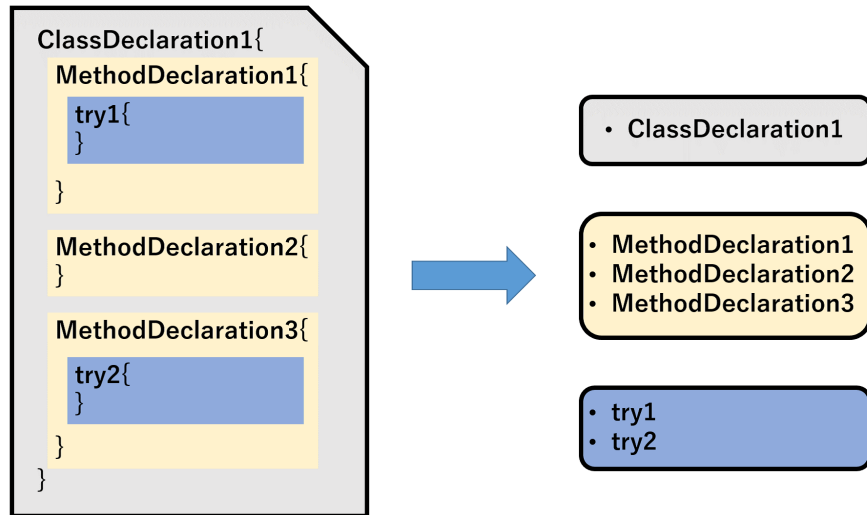 ClassDeclaration1{
MethodDeclaration1{
try1{
}
}
MethodDeclaration2{
}
MethodDeclaration3{
try2{
}
}
}
• ClassDeclaration1
• MethodDeclaration1
• MethodDeclaration2
• MethodDeclaration3
• try1
• try2